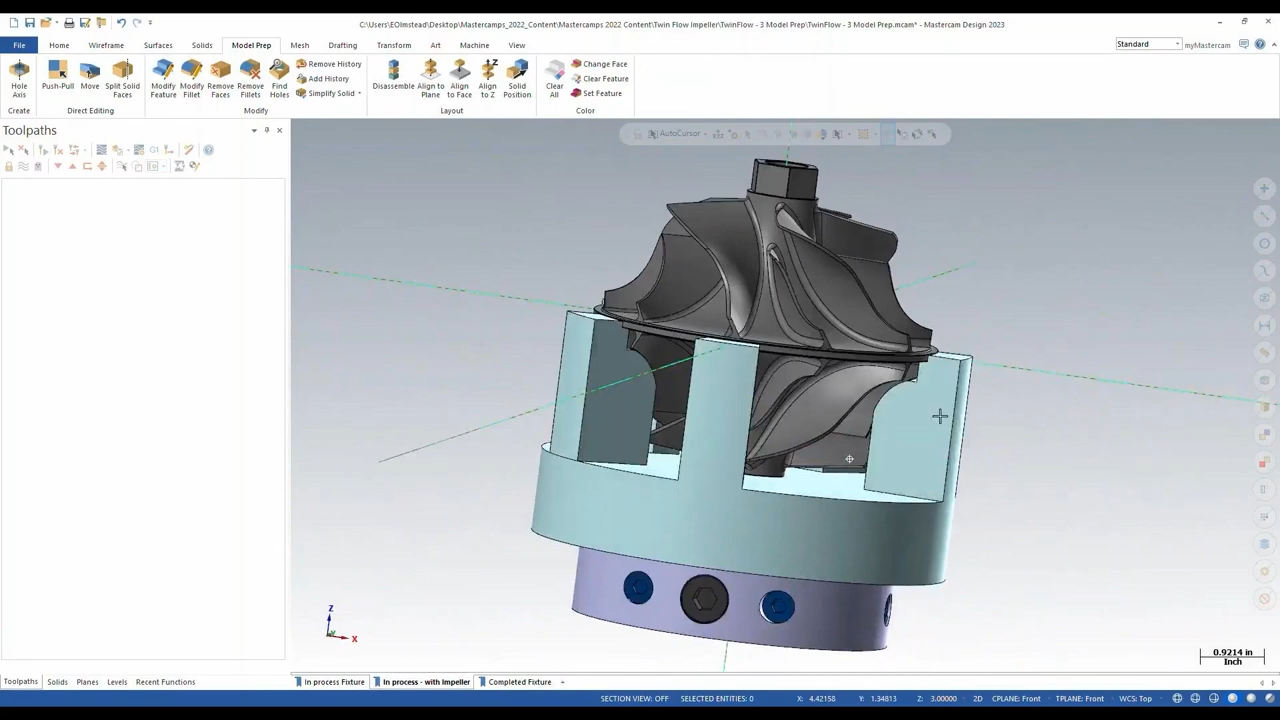 C:\Users\EOlmstead\Desktop\Mastercamps_2022_Content\Mastercamps 2022 Content\Twin Flow Impeller\TwinFlow - 3 Model Prep\TwinFlow - 3 Model Prep.mcam* - Mastercam Design 2023
File Home Wireframe Surfaces Solids Model Prep Mesh Drafting Transform Art Machine View Standard myMastercam
Hole Axis
Push-Pull
Move
Split Solid Faces
Modify Feature
Modify Fillet
Remove Faces
Remove Fillets
Find Holes
Remove History
Add History
Simplify Solid
Disassemble
Align to Plane
Align to Face
Align to Z
Solid Position
Clear All
Change Face
Clear Feature
Set Feature
Create Direct Editing Modify Layout Color
Toolpaths
AutoCursor
G1
Z
X
Y
0.9214 in
Inch
Toolpaths Solids Planes Levels Recent Functions
In process Fixture In process - with Impeller Completed Fixture +
SECTION VIEW: OFF SELECTED ENTITIES: 0 X: 4.42158 Y: 1.34813 Z: 3.00000 2D CPLANE: Front TPLANE: Front WCS: Top